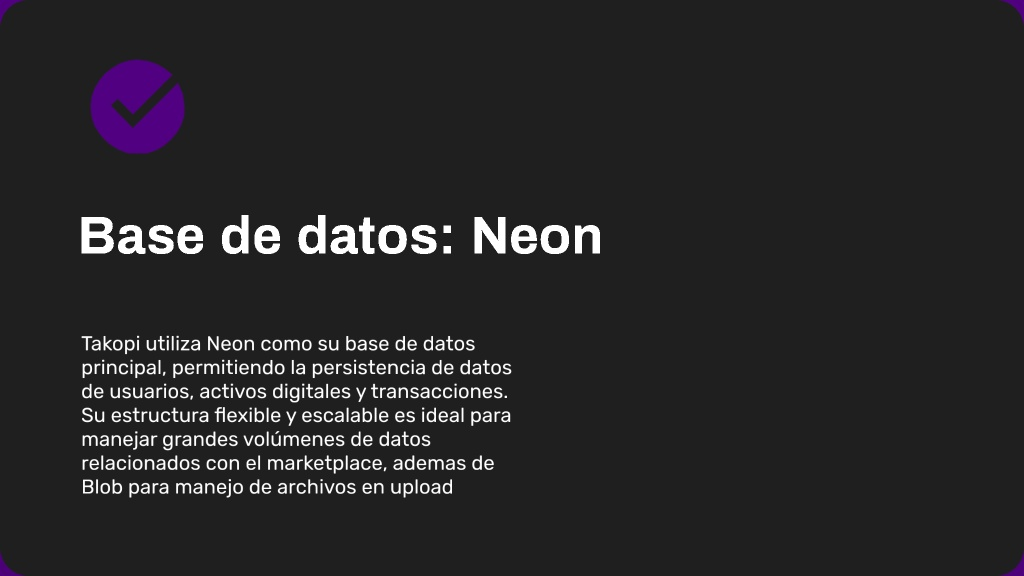 Base de datos: Neon
Takopi utiliza Neon como su base de datos
principal, permitiendo la persistencia de datos
de usuarios, activos digitales y transacciones.
Su estructura flexible y escalable es ideal para
manejar grandes volúmenes de datos
relacionados con el marketplace, ademas de
Blob para manejo de archivos en upload